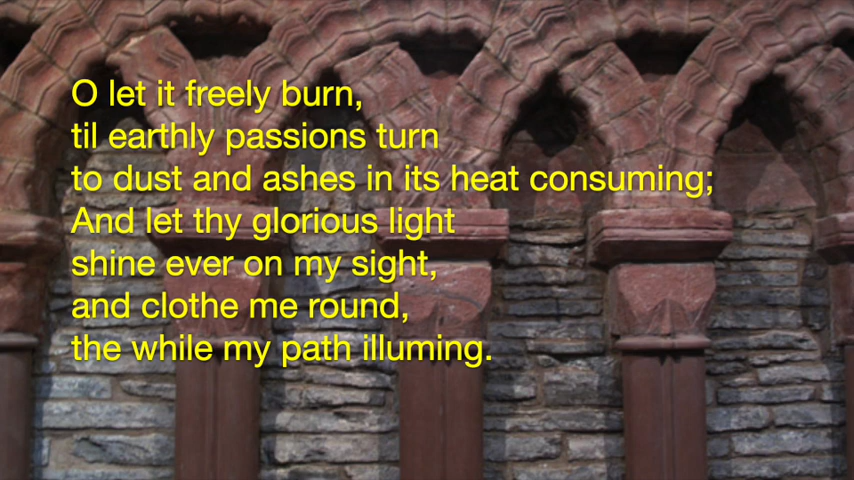 O let it freely burn,
til earthly passions turn
to dust and ashes in its heat consuming;
And let thy glorious light
shine ever on my sight,
and clothe me round,
the while my path illuming.